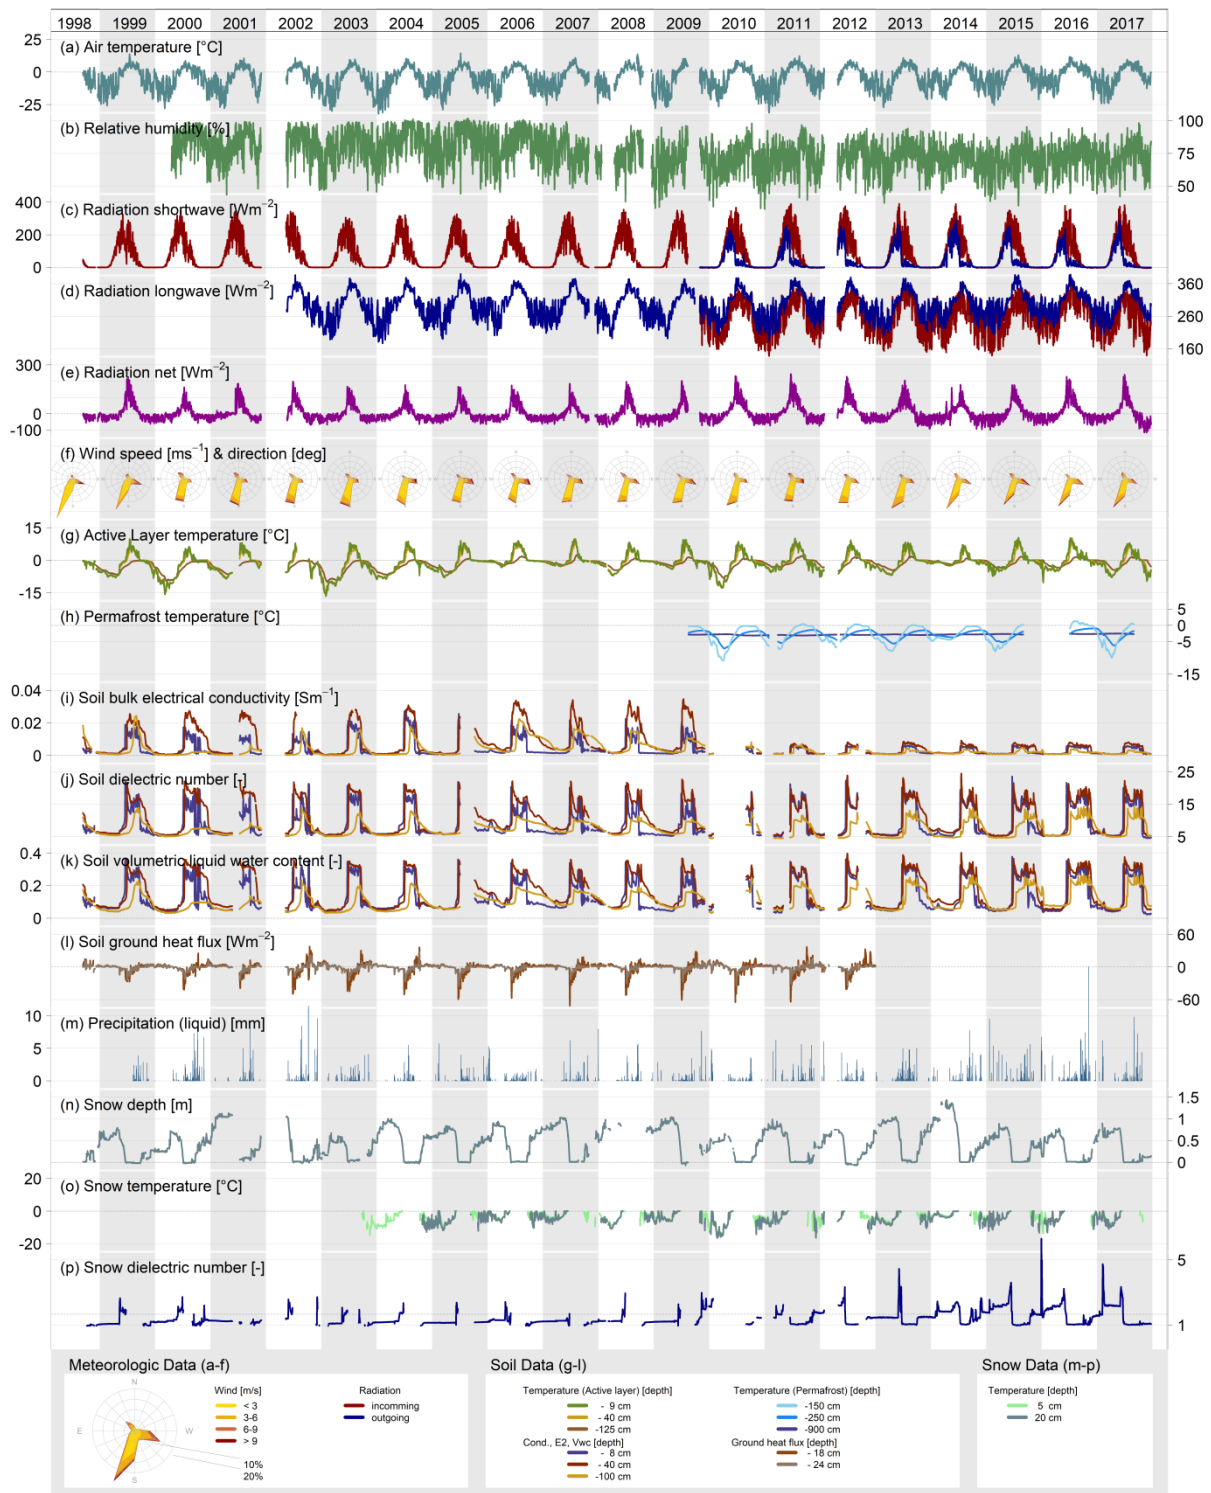 1998 1999 2000 2001 2002 2003 2004 2005 2006 2007 2008 2009 2010 2011 2012 2013 2014 2015 2016 2017
25
(a) Air temperature [°C]
0
-25
(b) Relative humidity [%]
100
75
50
400
(c) Radiation shortwave [Wm−2]
200
0
(d) Radiation longwave [Wm−2]
360
260
160
300
(e) Radiation net [Wm−2]
0
-100
(f) Wind speed [ms−1] & direction [deg]
15
(g) Active Layer temperature [°C]
0
-15
(h) Permafrost temperature [°C]
5
0
-5
-15
0.04
(i) Soil bulk electrical conductivity [Sm−1]
0.02
0
(j) Soil dielectric number [-]
25
15
5
0.4
(k) Soil volumetric liquid water content [-]
0.2
0
(l) Soil ground heat flux [Wm−2]
60
0
-60
10
(m) Precipitation (liquid) [mm]
5
0
(n) Snow depth [m]
1.5
1
0.5
0
20
(o) Snow temperature [°C]
0
-20
(p) Snow dielectric number [-]
5
1
Meteorologic Data (a-f)
N
E
W
S
10%
20%
Wind [m/s]
< 3
3-6
6-9
> 9
Radiation
incomming
outgoing
Soil Data (g-l)
Temperature (Active layer) [depth]
- 9 cm
- 40 cm
-125 cm
Cond., E2, Vwc [depth]
- 8 cm
- 40 cm
-100 cm
Temperature (Permafrost) [depth]
-150 cm
-250 cm
-900 cm
Ground heat flux [depth]
- 18 cm
- 24 cm
Snow Data (m-p)
Temperature [depth]
5 cm
20 cm